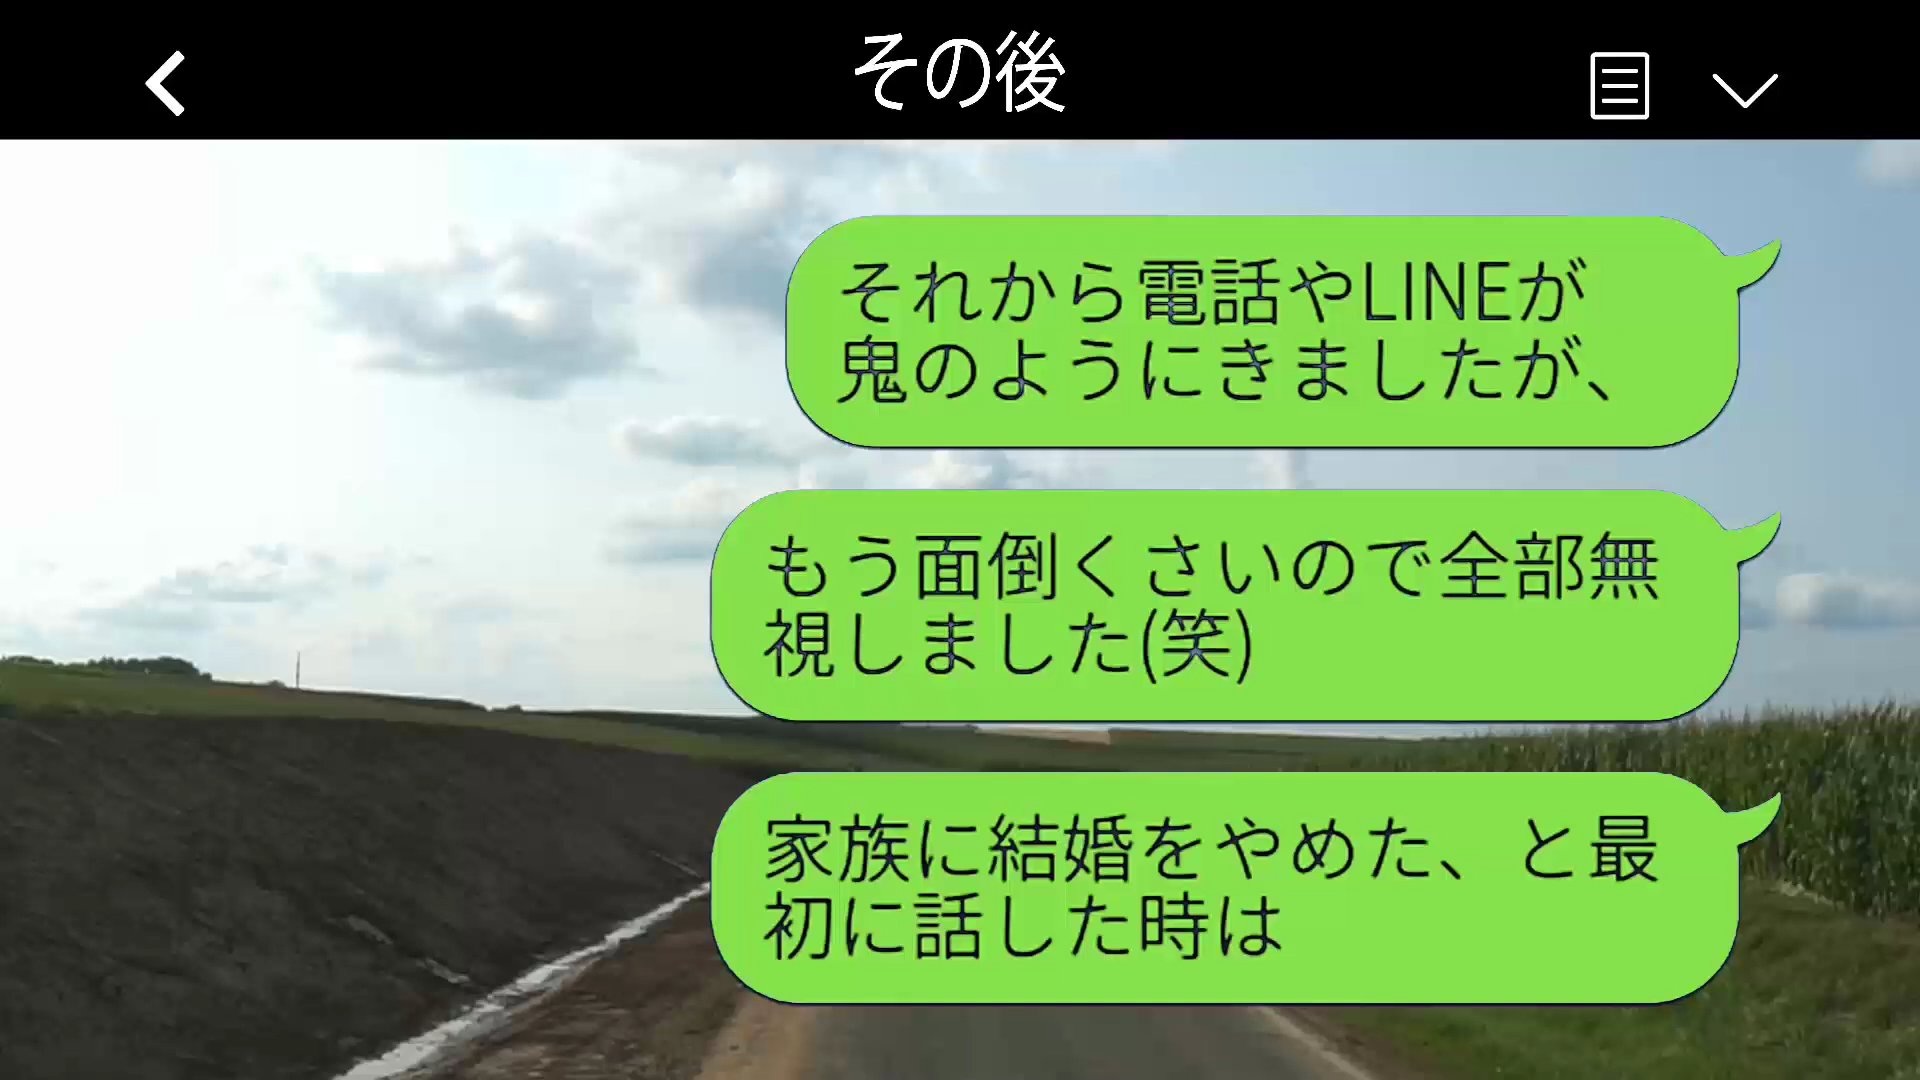 その後
それから電話やLINEが
鬼のようにきましたが、
もう面倒くさいので全部無
視しました(笑)
家族に結婚をやめた、と最
初に話した時は